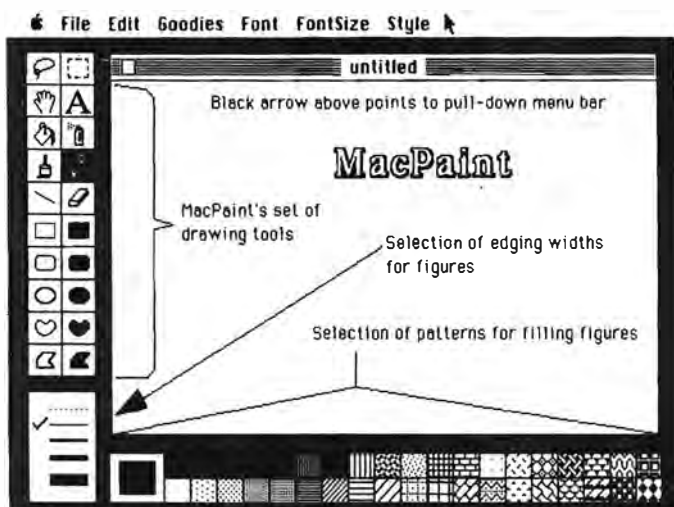 File Edit Goodies Font FontSize Style
untitled
Black arrow above points to pull-down menu bar
MacPaint
MacPaint's set of
drawing tools
Selection of edging widths
for figures
Selection of patterns for filling figures
A